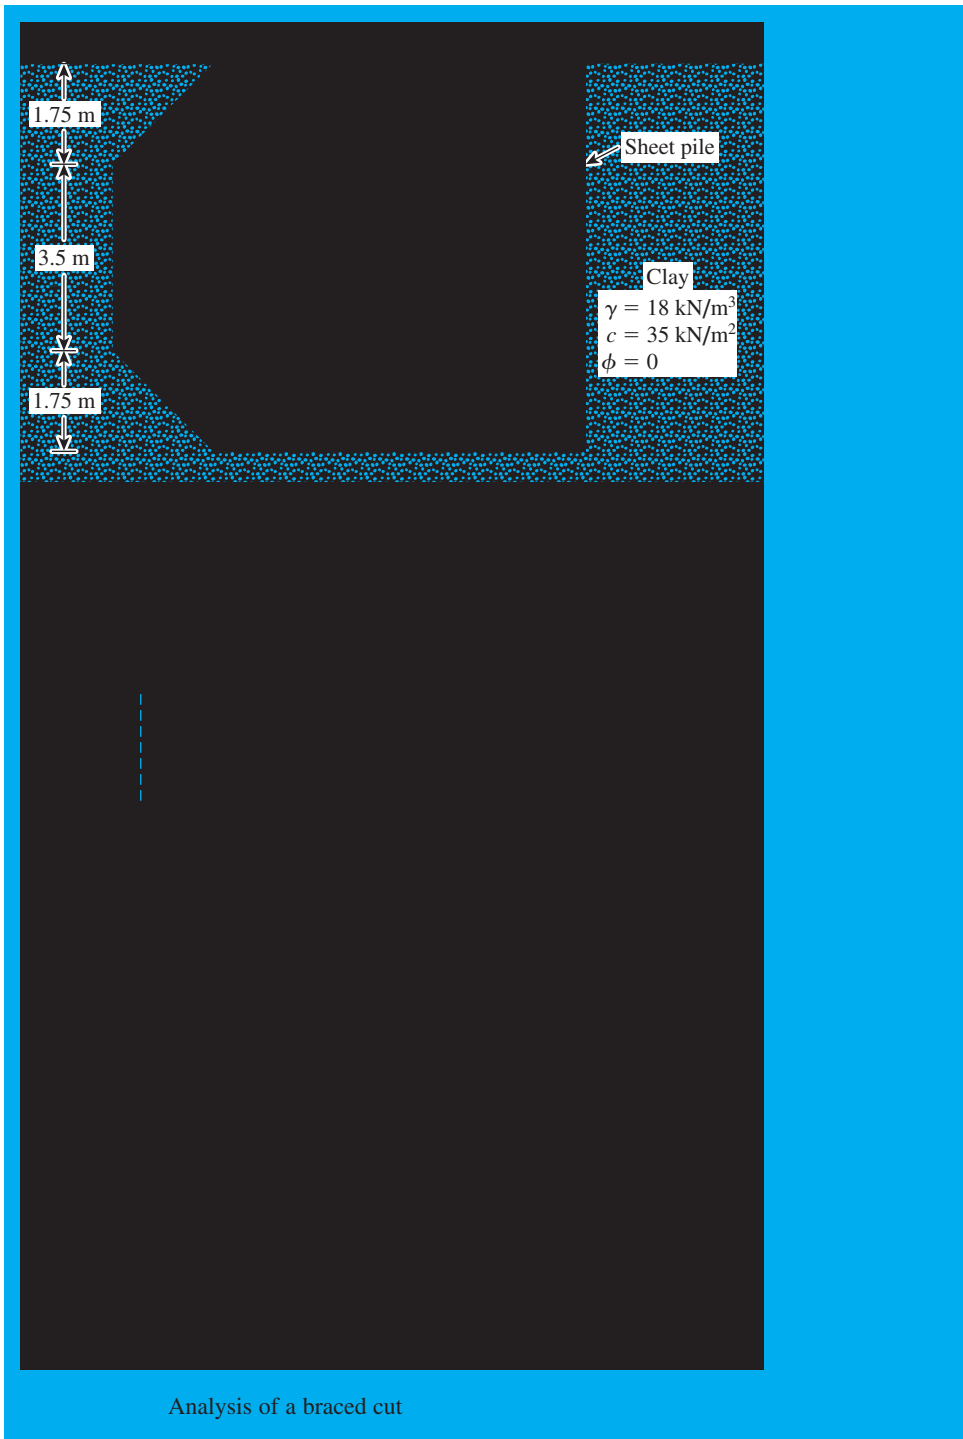 1.75 m
Sheet pile
3.5 m
Clay
γ = 18 kN/m³
c = 35 kN/m²
ϕ = 0
1.75 m
Analysis of a braced cut